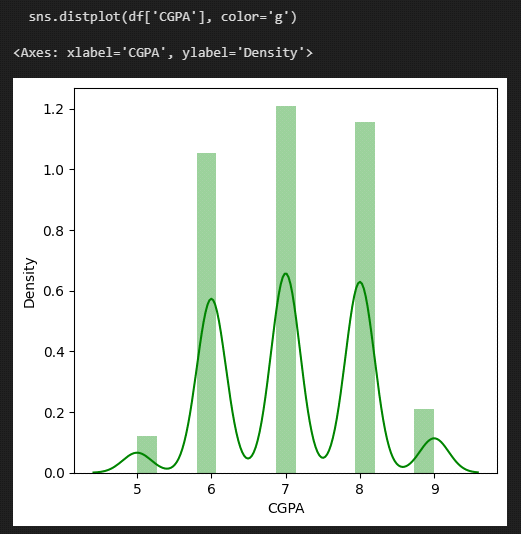 sns.distplot(df['CGPA'], color='g')
<Axes: xlabel='CGPA', ylabel='Density'>
1.2
1.0
0.8
0.6
0.4
0.2
0.0
Density
5 6 7 8 9
CGPA